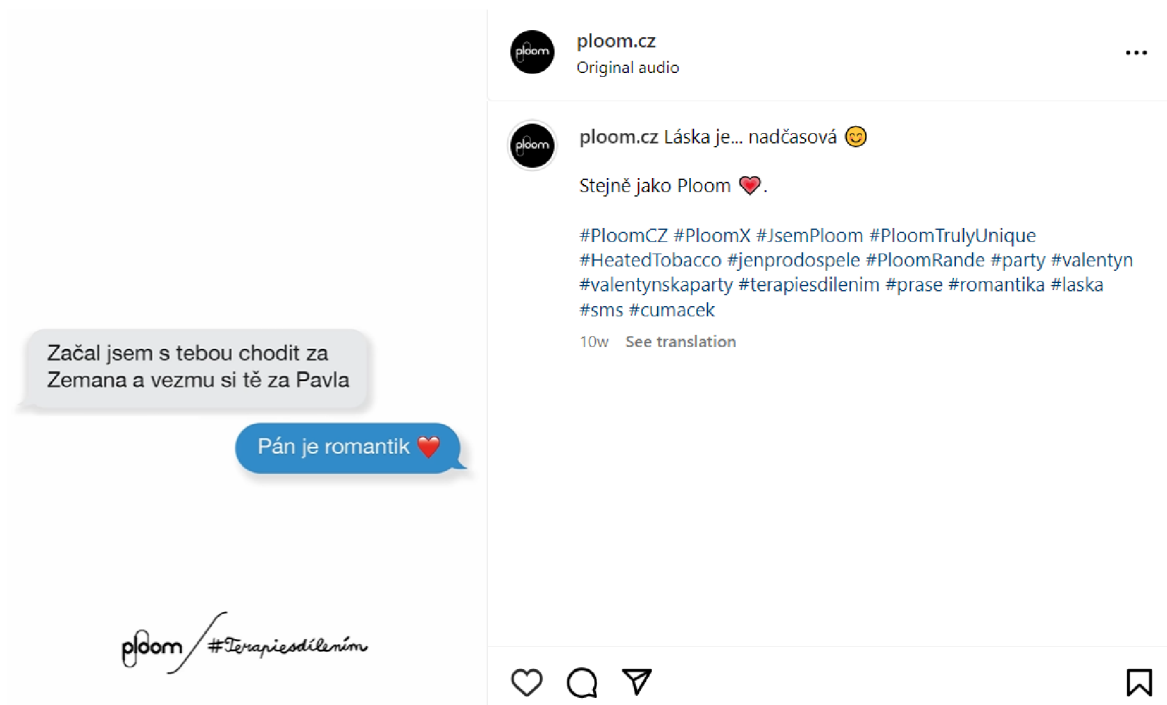 Začal jsem s tebou chodit za
Zemana a vezmu si tě za Pavla
Pán je romantik ❤️
ploom / #Terapiesdílením
ploom
ploom.cz
Original audio
ploom
ploom.cz Láska je... nadčasová 😊
Stejně jako Ploom 💗.
#PloomCZ #PloomX #JsemPloom #PloomTrulyUnique
#HeatedTobacco #jenprodospele #PloomRande #party #valentyn
#valentynskaparty #terapiesdilenim #prase #romantika #laska
#sms #cumacek
10w See translation